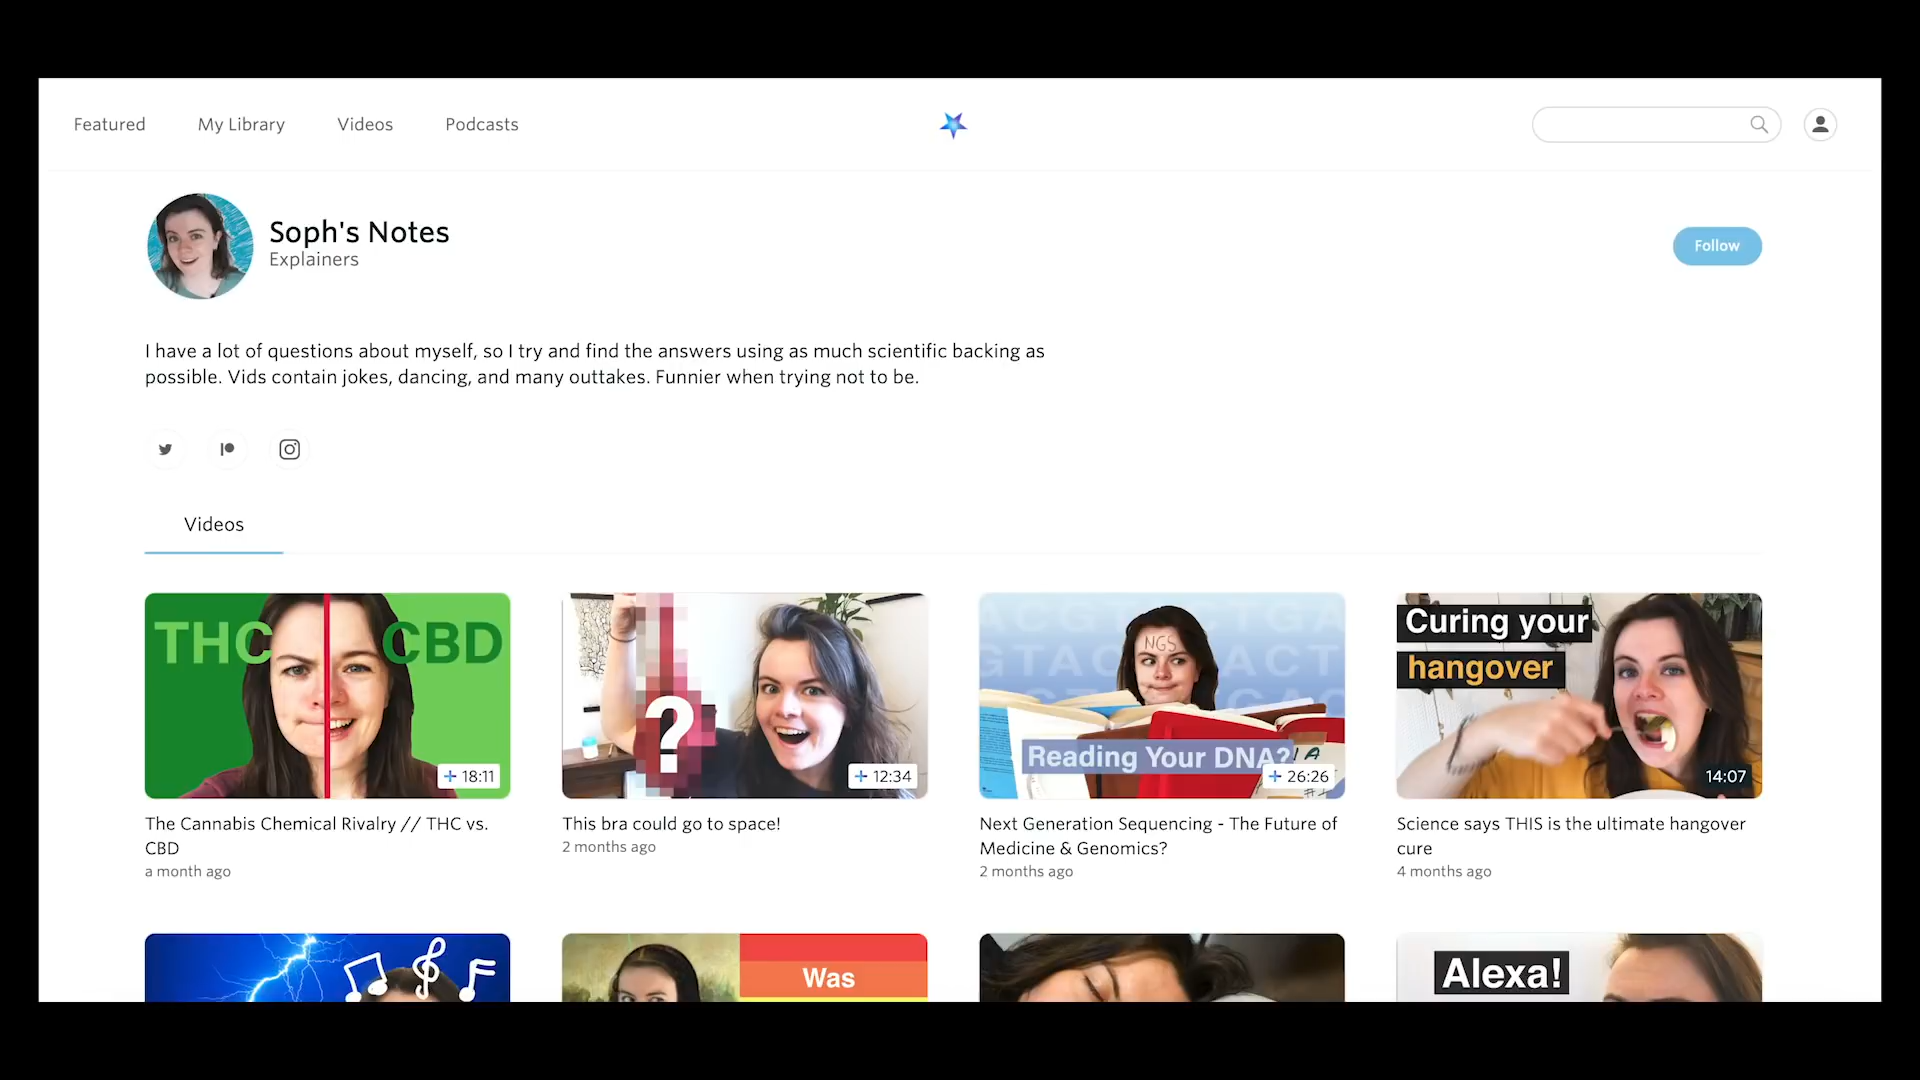 Featured
My Library
Videos
Podcasts
Soph's Notes
Explainers
Follow
I have a lot of questions about myself, so I try and find the answers using as much scientific backing as
possible. Vids contain jokes, dancing, and many outtakes. Funnier when trying not to be.
Videos
THC
CBD
18:11
?
12:34
NGS
Reading Your DNA?
26:26
Curing your
hangover
14:07
The Cannabis Chemical Rivalry // THC vs.
CBD
a month ago
This bra could go to space!
2 months ago
Next Generation Sequencing - The Future of
Medicine & Genomics?
2 months ago
Science says THIS is the ultimate hangover
cure
4 months ago
Was
Alexa!